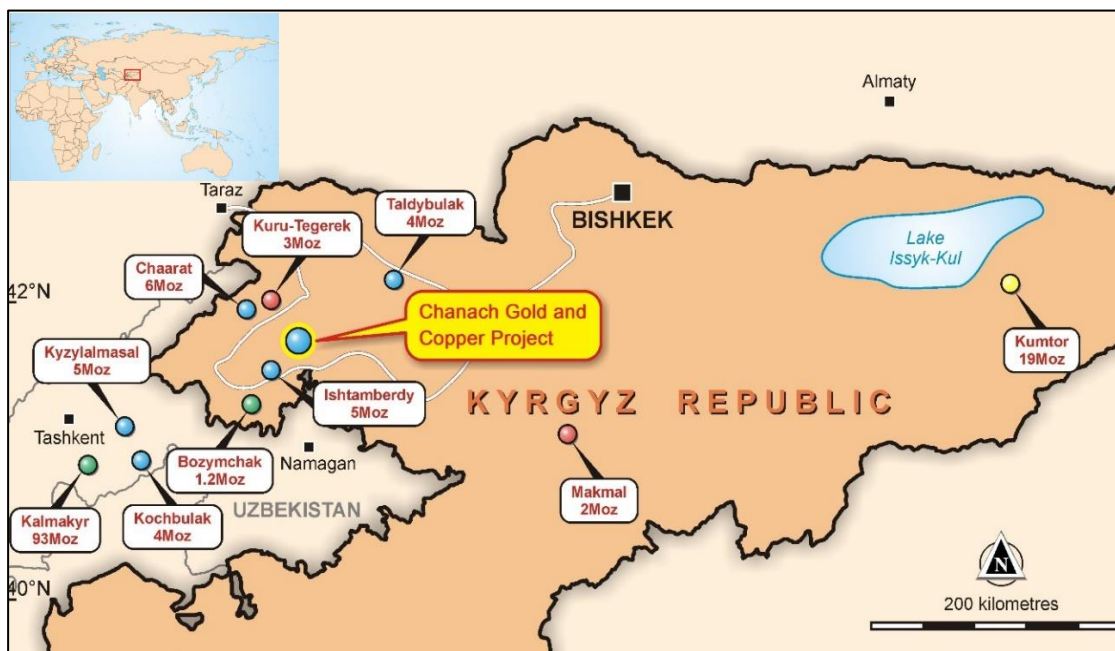 Almaty
Taraz
Taldybulak
4Moz
Kuru-Tegerek
3Moz
BISHKEK
Lake
Issyk-Kul
Chaarat
6Moz
42°N
Chanach Gold and
Copper Project
Kumtor
19Moz
Kyzylalmasal
5Moz
Ishtamberdy
5Moz
KYRGYZ REPUBLIC
Tashkent
Bozymchak
1.2Moz
Namagan
Makmal
2Moz
UZBEKISTAN
Kalmakyr
93Moz
Kochbulak
4Moz
40°N
N
200 kilometres